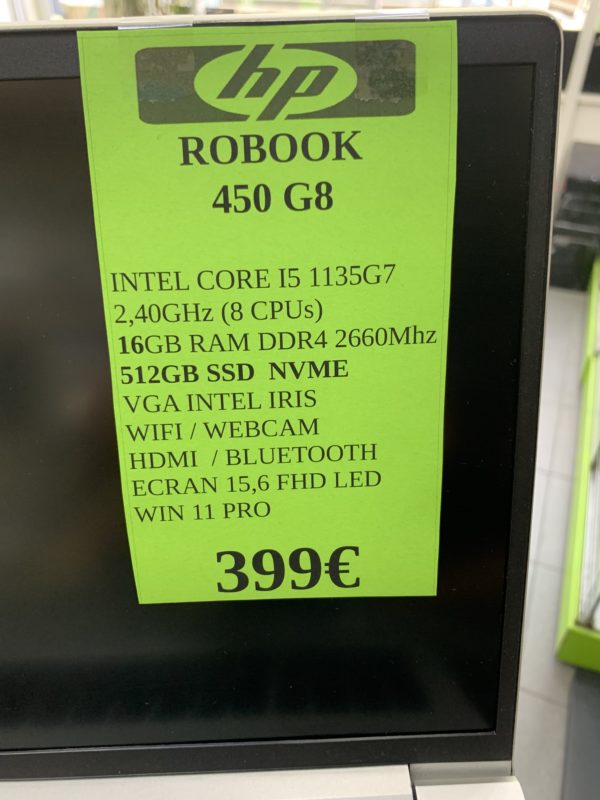 hp
ROBOOK
450 G8
INTEL CORE I5 1135G7
2,40GHz (8 CPUs)
16GB RAM DDR4 2660Mhz
512GB SSD NVME
VGA INTEL IRIS
WIFI / WEBCAM
HDMI / BLUETOOTH
ECRAN 15,6 FHD LED
WIN 11 PRO
399€